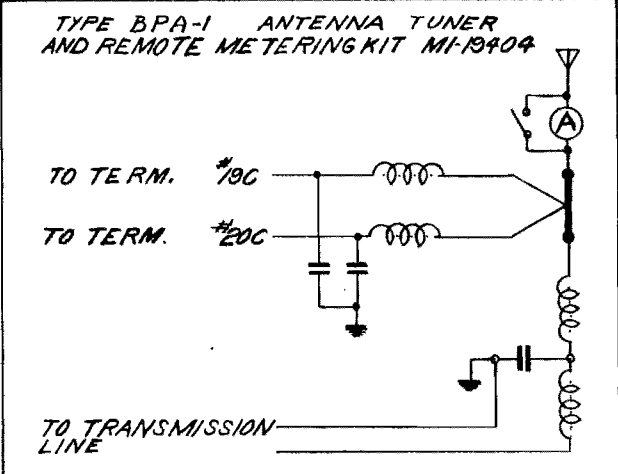 TYPE BPA-1 ANTENNA TUNER
AND REMOTE METERING KIT MI-19404
A
TO TERM. #19C
TO TERM. #20C
TO TRANSMISSION
LINE